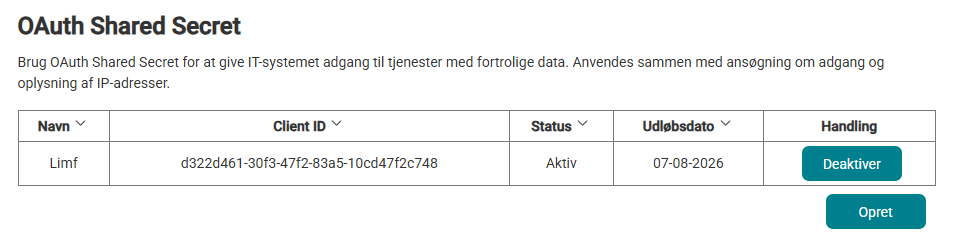 OAuth Shared Secret
Brug OAuth Shared Secret for at give IT-systemet adgang til tjenester med fortrolige data. Anvendes sammen med ansøgning om adgang og
oplysning af IP-adresser.
Navn Client ID Status Udløbsdato Handling
Limf d322d461-30f3-47f2-83a5-10cd47f2c748 Aktiv 07-08-2026 Deaktiver
Opret